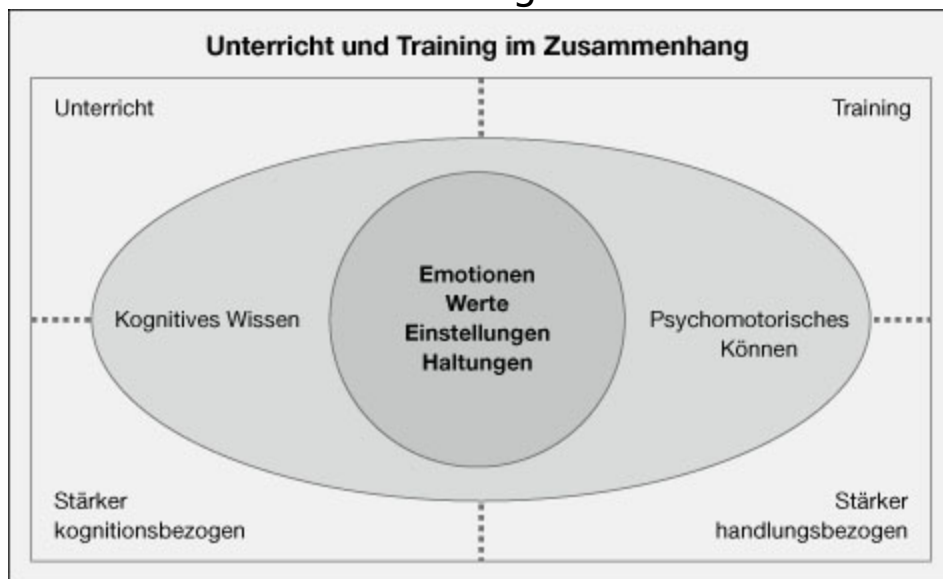 Unterricht und Training im Zusammenhang
Unterricht
Training
Emotionen
Werte
Einstellungen
Haltungen
Kognitives Wissen
Psychomotorisches
Können
Stärker
kognitionsbezogen
Stärker
handlungsbezogen